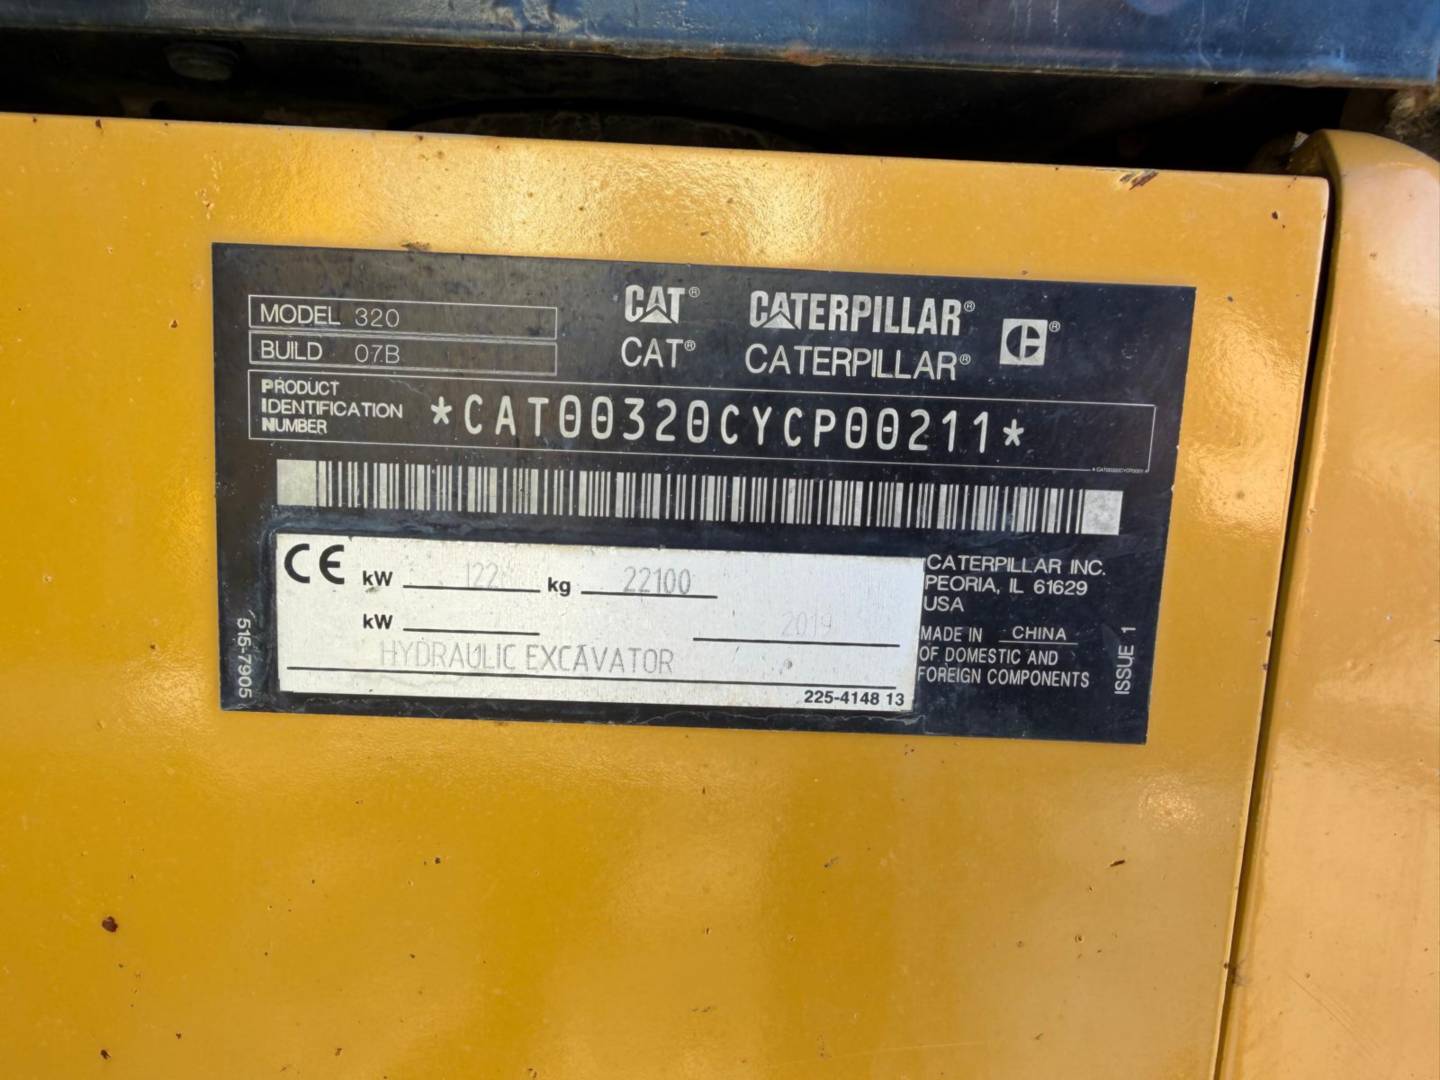 MODEL 320
BUILD 07B
CAT® CATERPILLAR® C®
CAT® CATERPILLAR®
PRODUCT
IDENTIFICATION
NUMBER
*CAT00320CYCP00211*
CE kW 122 kg 22100
kW 2019
HYDRAULIC EXCAVATOR
225-4148 13
CATERPILLAR INC.
PEORIA, IL 61629
USA
MADE IN CHINA
OF DOMESTIC AND
FOREIGN COMPONENTS
515-7905
ISSUE 1